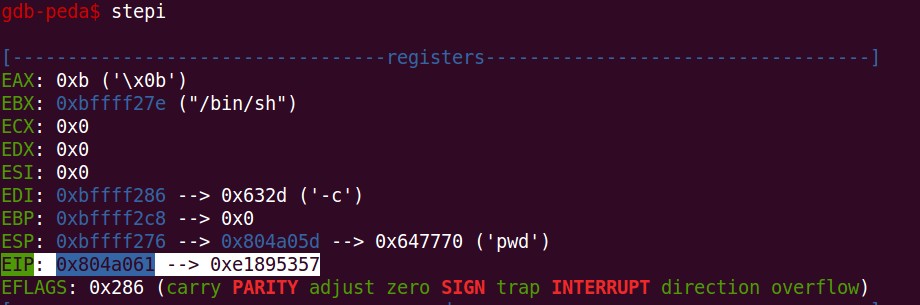 gdb-peda$ stepi
[----------------------------------registers-----------------------------------]
EAX: 0xb ('\x0b')
EBX: 0xbffff27e ("/bin/sh")
ECX: 0x0
EDX: 0x0
ESI: 0x0
EDI: 0xbffff286 --> 0x632d ('-c')
EBP: 0xbffff2c8 --> 0x0
ESP: 0xbffff276 --> 0x804a05d --> 0x647770 ('pwd')
EIP: 0x804a061 --> 0xe1895357
EFLAGS: 0x286 (carry PARITY adjust zero SIGN trap INTERRUPT direction overflow)